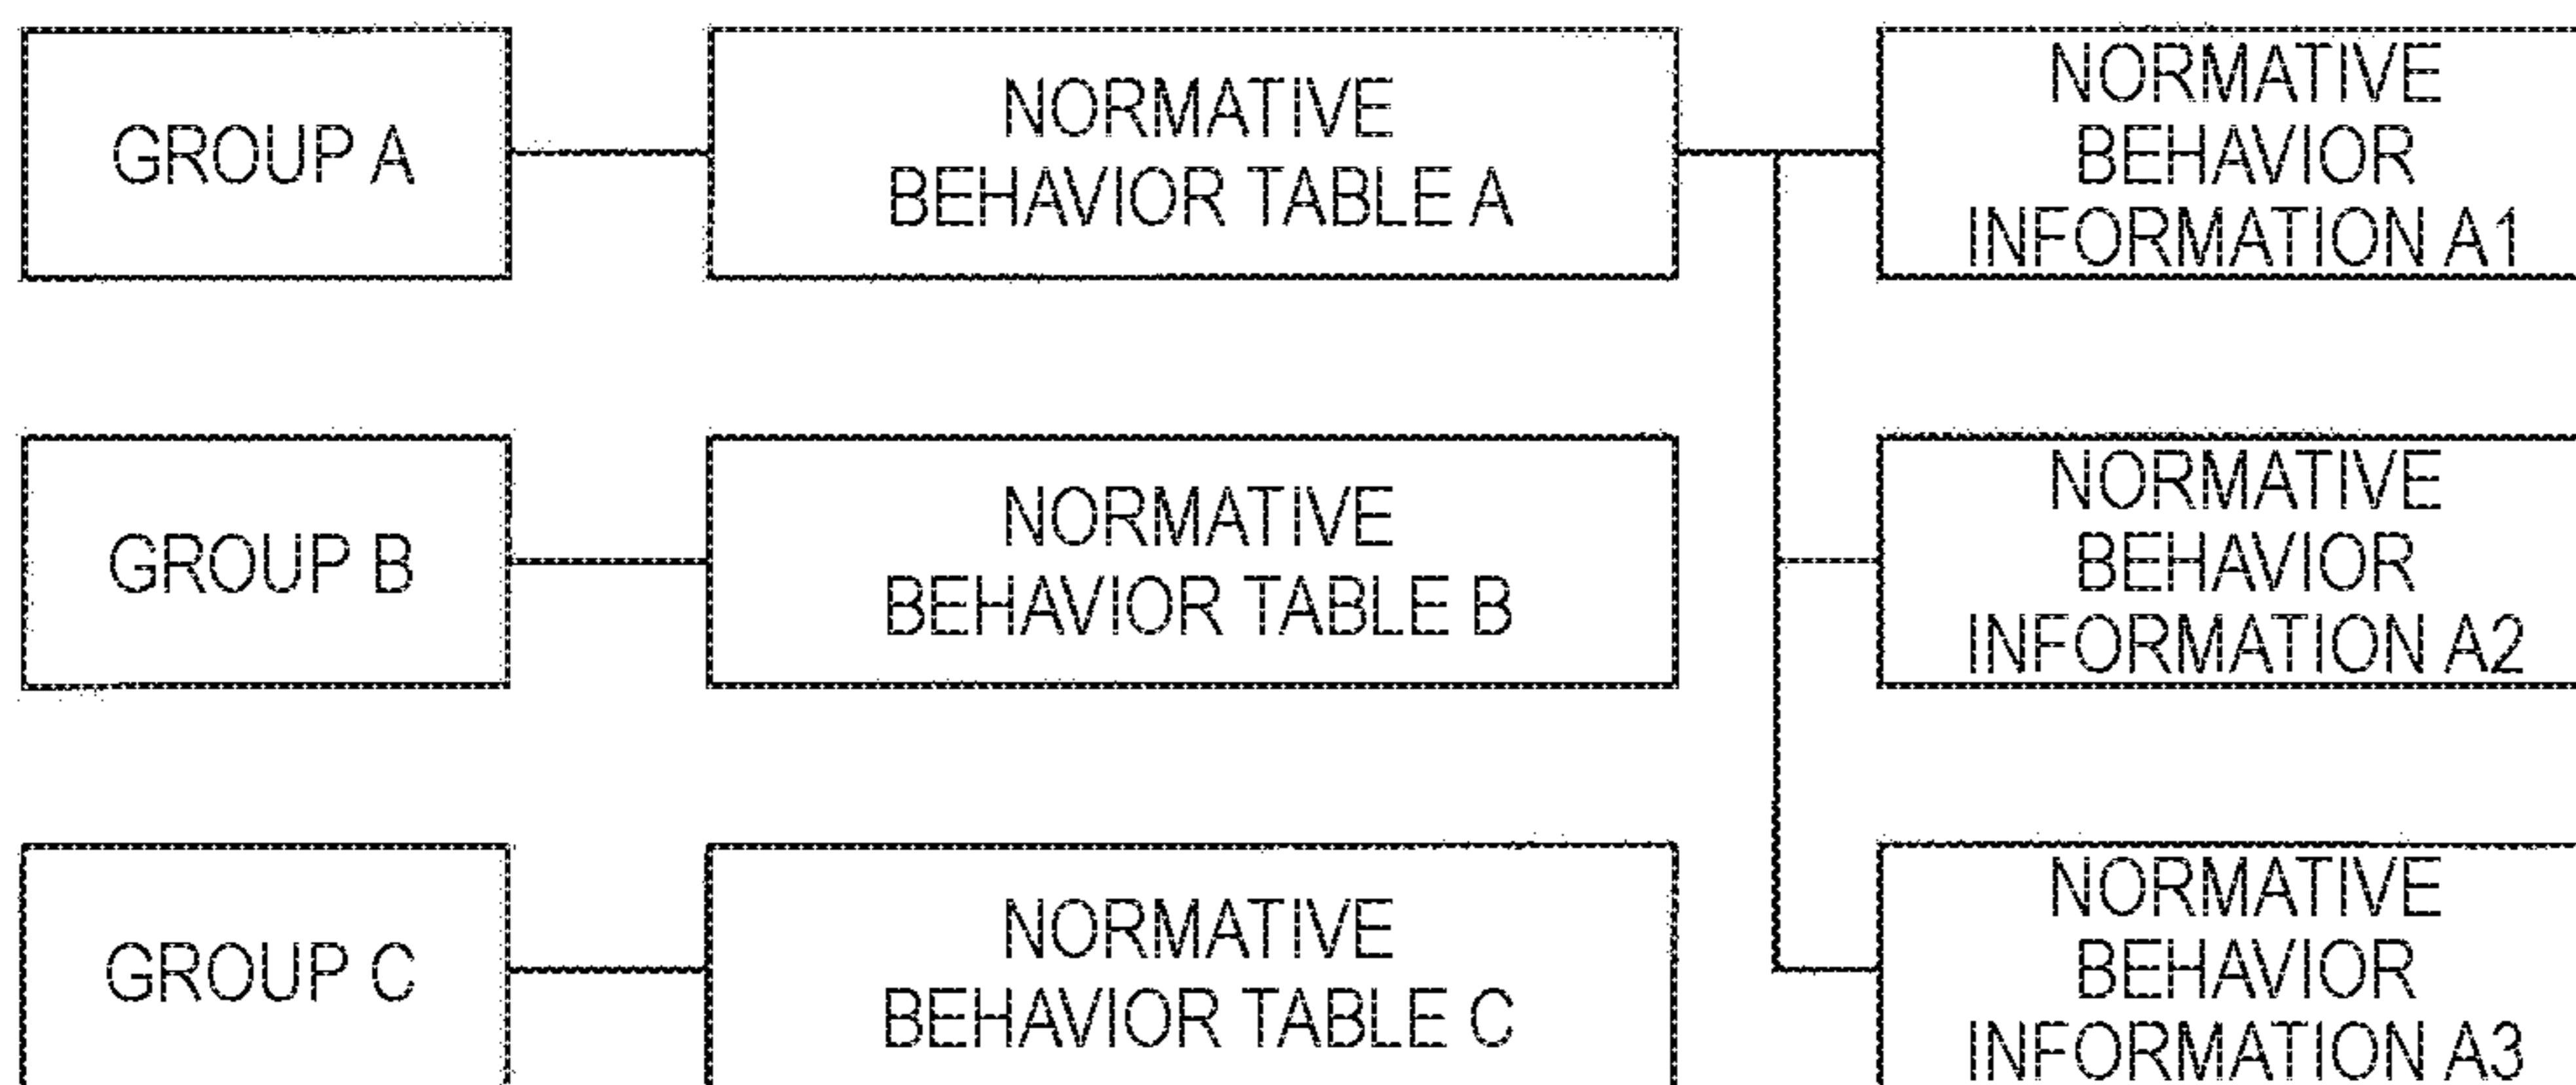 GROUP A
NORMATIVE
BEHAVIOR TABLE A
NORMATIVE
BEHAVIOR
INFORMATION A1
GROUP B
NORMATIVE
BEHAVIOR TABLE B
NORMATIVE
BEHAVIOR
INFORMATION A2
GROUP C
NORMATIVE
BEHAVIOR TABLE C
NORMATIVE
BEHAVIOR
INFORMATION A3